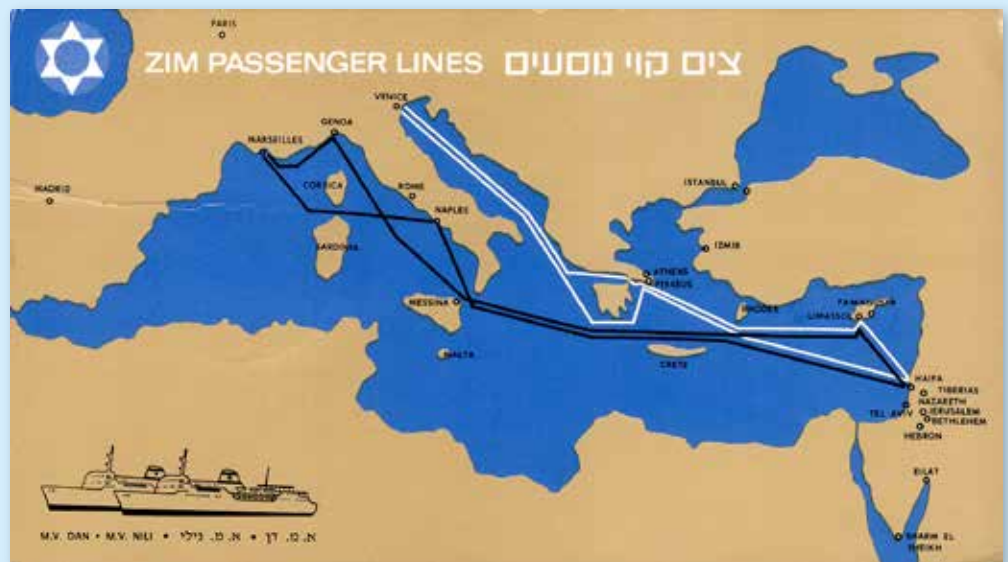 PARIS
ZIM PASSENGER LINES צים קוי נוסעים
VENICE
GENOA
MARSEILLES
CORSICA
ROME
ISTANBUL
MADRID
NAPLES
SARDINIA
IZMIR
ATHENS
PIRAEUS
MESSINA
RHODES
FAMAGUSTA
LIMASSOL
MALTA
CRETE
HAIFA
TIBERIAS
NAZARETH
TEL AVIV
JERUSALEM
BETHLEHEM
HEBRON
EILAT
M.V. DAN • M.V. NILI • א.מ. דן • א.מ. נילי
SHARM EL
SHEIKH